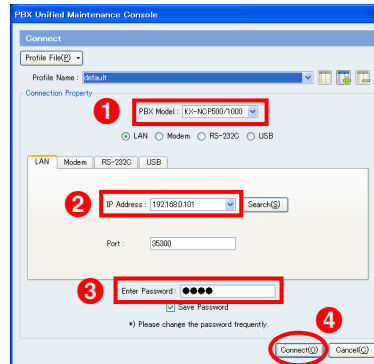 PBX Unified Maintenance Console
Connect
Profile File(P)
Profile Name : default
Connection Property
1
PBX Model : KX-NCP500/1000
LAN Modem RS-232C USB
LAN Modem RS-232C USB
2
IP Address : 192.168.0.101 Search(S)
Port : 35300
3
Enter Password : ●●●●
Save Password
*) Please change the password frequently.
4
Connect(O) Cancel(C)